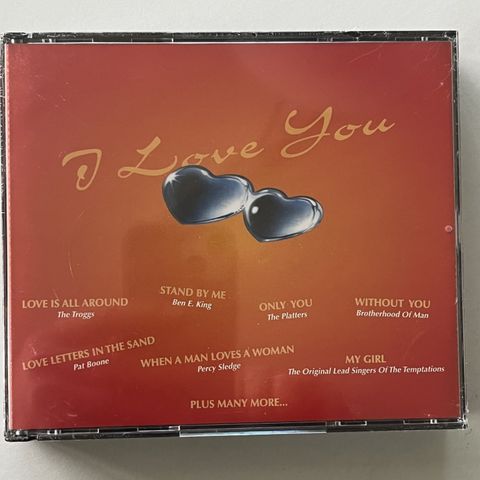 I Love You
LOVE IS ALL AROUND
The Troggs
STAND BY ME
Ben E. King
ONLY YOU
The Platters
WITHOUT YOU
Brotherhood Of Man
LOVE LETTERS IN THE SAND
Pat Boone
WHEN A MAN LOVES A WOMAN
Percy Sledge
MY GIRL
The Original Lead Singers Of The Temptations
PLUS MANY MORE...